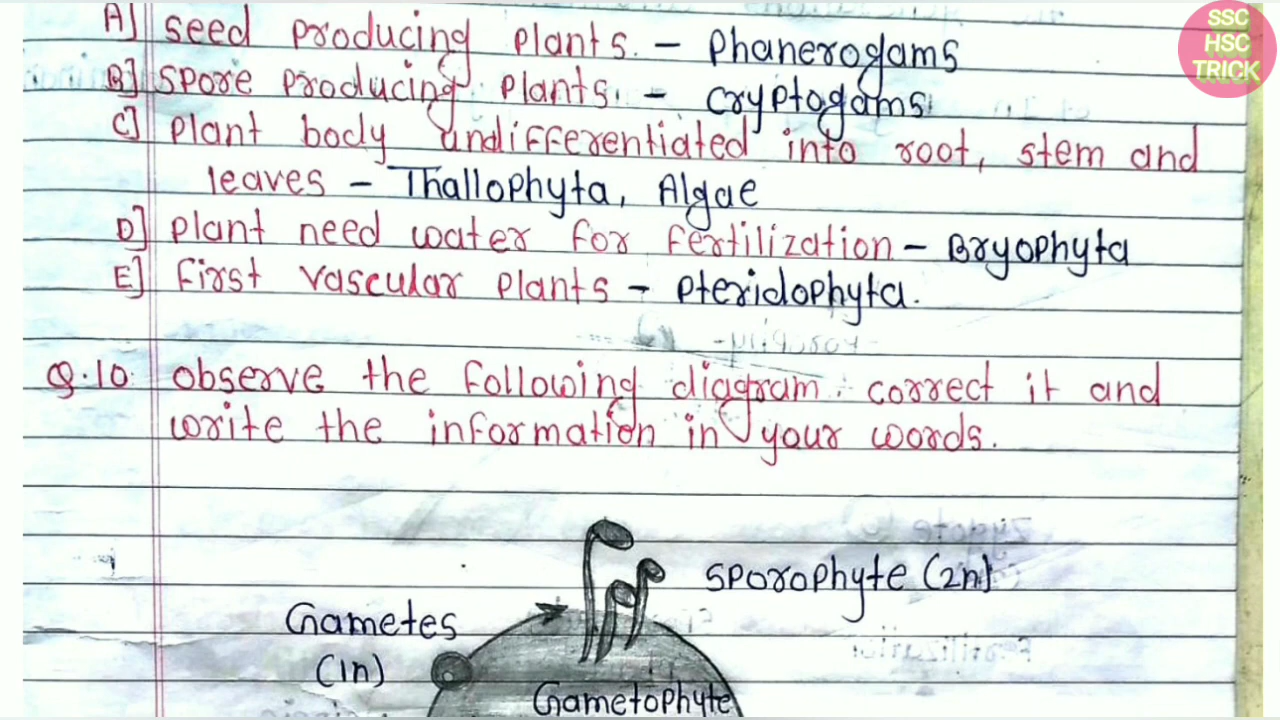 A] seed producing plants. - Phanerogams
B] spore producing plants. - cryptogams
C] plant body undifferentiated into root, stem and
leaves - Thallophyta, Algae
D] plant need water for fertilization - Bryophyta
E] First vascular plants - pteridophyta.
Q.10 observe the following diagram. correct it and
write the information in your words.
sporophyte (2n)
Gametes
(1n)
Gametophyte
SSC
HSC
TRICK